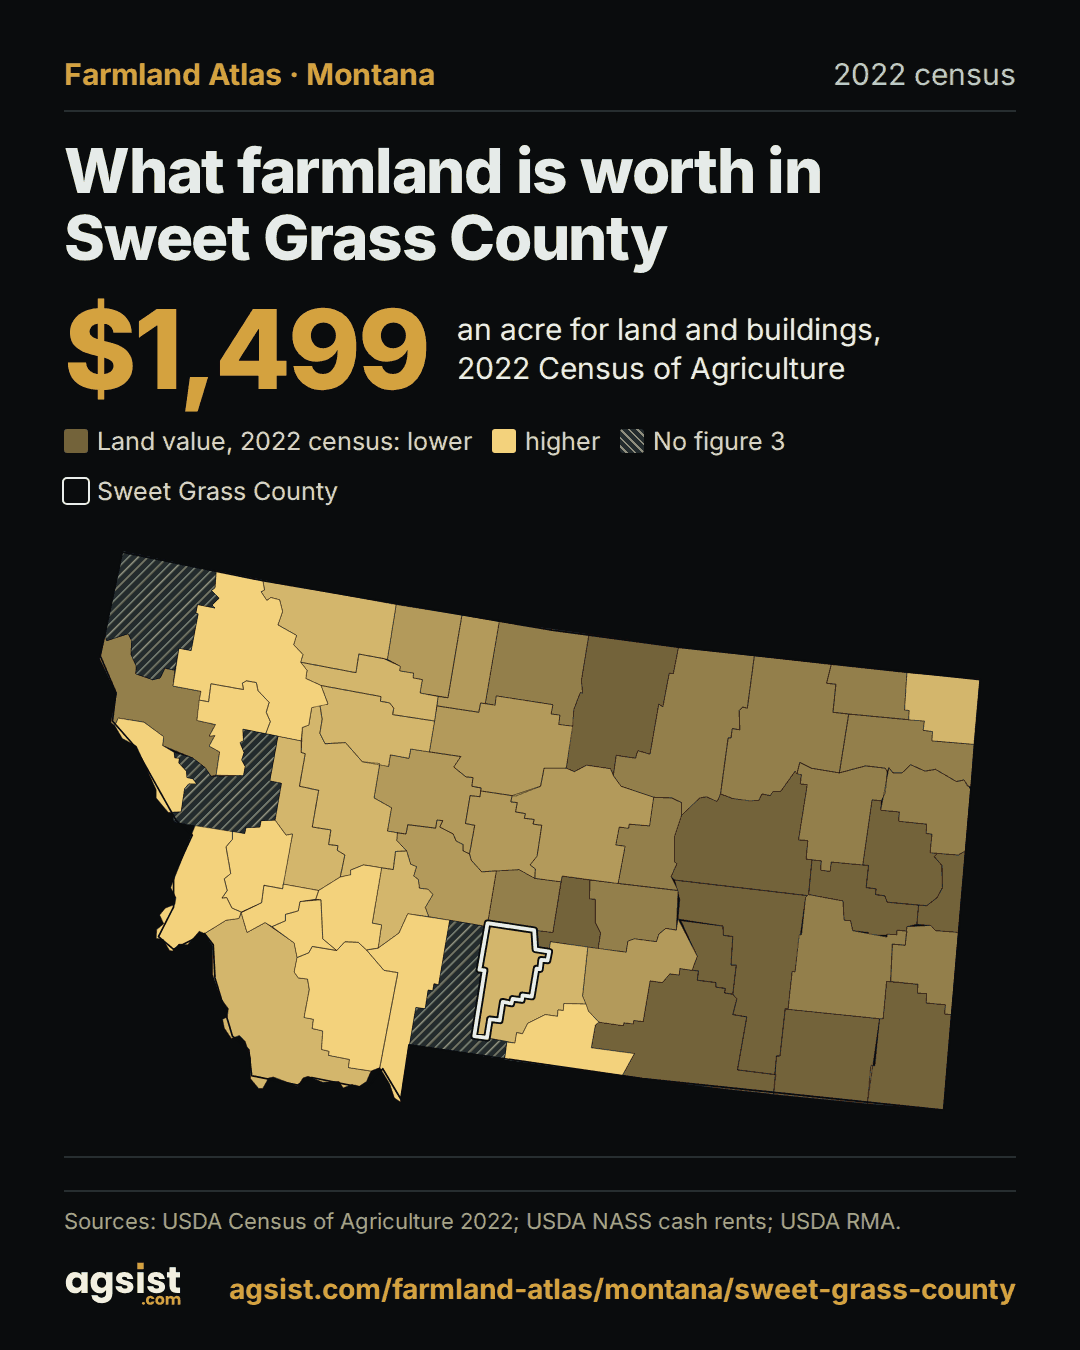 Farmland Atlas · Montana
2022 census
What farmland is worth in
Sweet Grass County
$1,499
an acre for land and buildings,
2022 Census of Agriculture
Land value, 2022 census: lower
higher
No figure 3
Sweet Grass County
Sources: USDA Census of Agriculture 2022; USDA NASS cash rents; USDA RMA.
agsist
.com
agsist.com/farmland-atlas/montana/sweet-grass-county